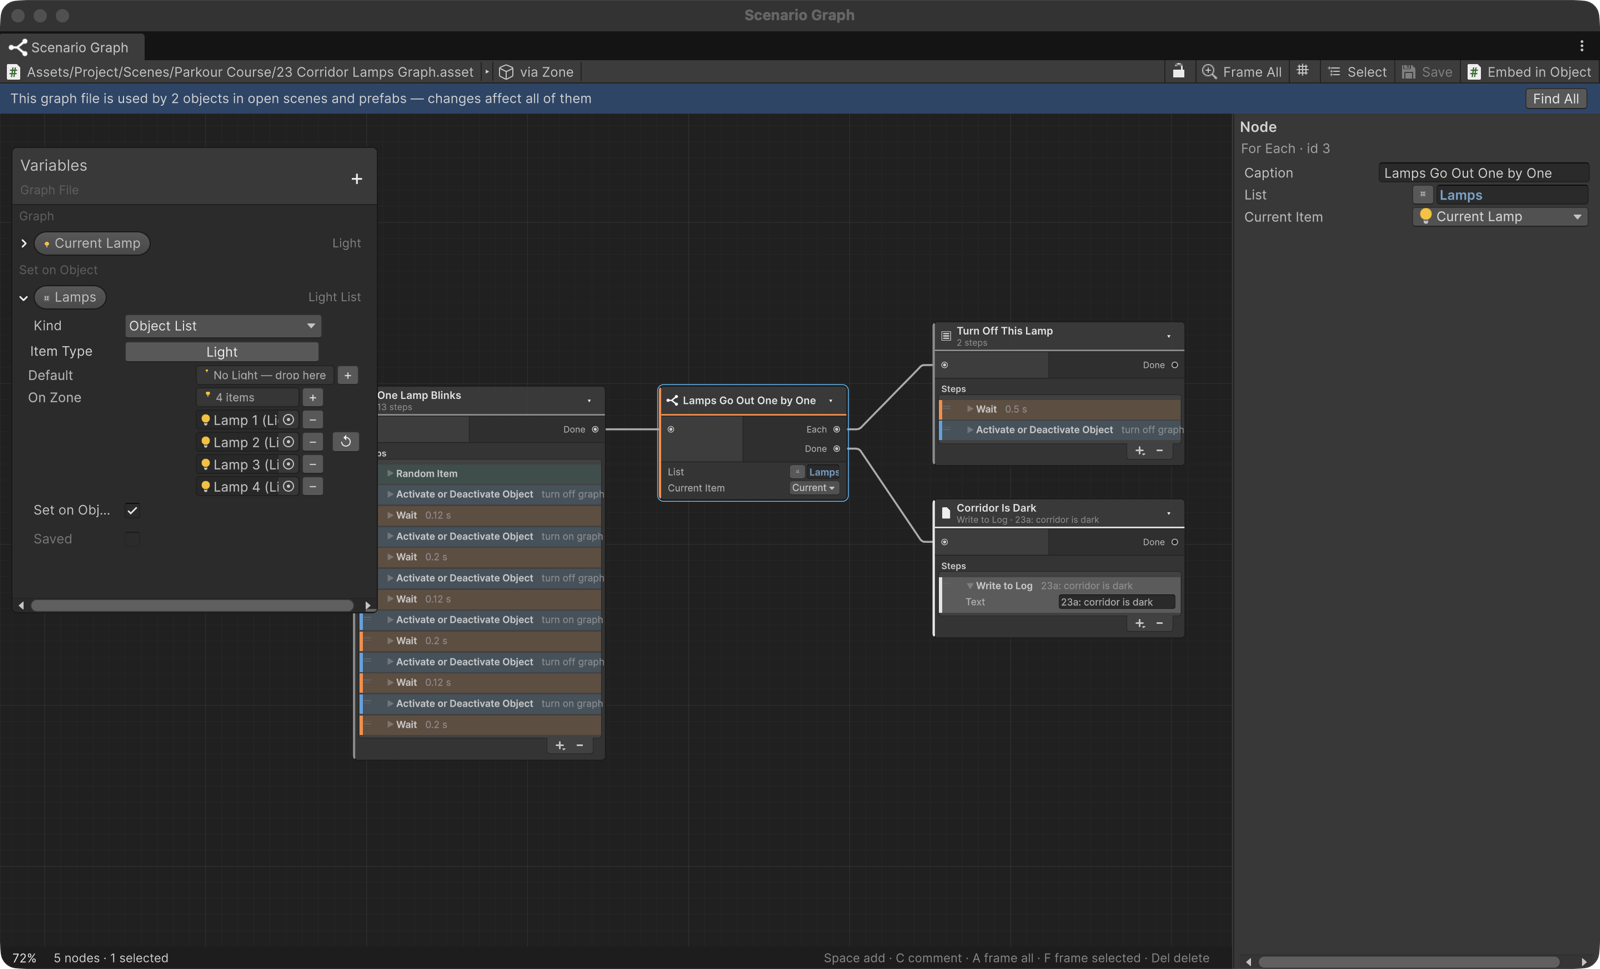 Scenario Graph
Scenario Graph
Assets/Project/Scenes/Parkour Course/23 Corridor Lamps Graph.asset
via Zone
Frame All
Select
Save
Embed in Object
This graph file is used by 2 objects in open scenes and prefabs — changes affect all of them
Find All
Variables
Graph File
Graph
Current Lamp
Light
Set on Object
Lamps
Light List
Kind
Object List
Item Type
Light
Default
No Light — drop here
On Zone
4 items
Lamp 1 (Li
Lamp 2 (Li
Lamp 3 (Li
Lamp 4 (Li
Set on Obj...
Saved
One Lamp Blinks
13 steps
Done
ps
Random Item
Activate or Deactivate Object turn off graph
Wait 0.12 s
Activate or Deactivate Object turn on graph
Wait 0.2 s
Activate or Deactivate Object turn off graph
Wait 0.12 s
Activate or Deactivate Object turn on graph
Wait 0.2 s
Activate or Deactivate Object turn off graph
Wait 0.12 s
Activate or Deactivate Object turn on graph
Wait 0.2 s
Lamps Go Out One by One
Each
Done
List
Lamps
Current Item
Current
Turn Off This Lamp
2 steps
Done
Steps
Wait 0.5 s
Activate or Deactivate Object turn off graph
Corridor Is Dark
Write to Log · 23a: corridor is dark
Done
Steps
Write to Log 23a: corridor is dark
Text
23a: corridor is dark
Node
For Each · id 3
Caption
Lamps Go Out One by One
List
Lamps
Current Item
Current Lamp
72%
5 nodes · 1 selected
Space add · C comment · A frame all · F frame selected · Del delete